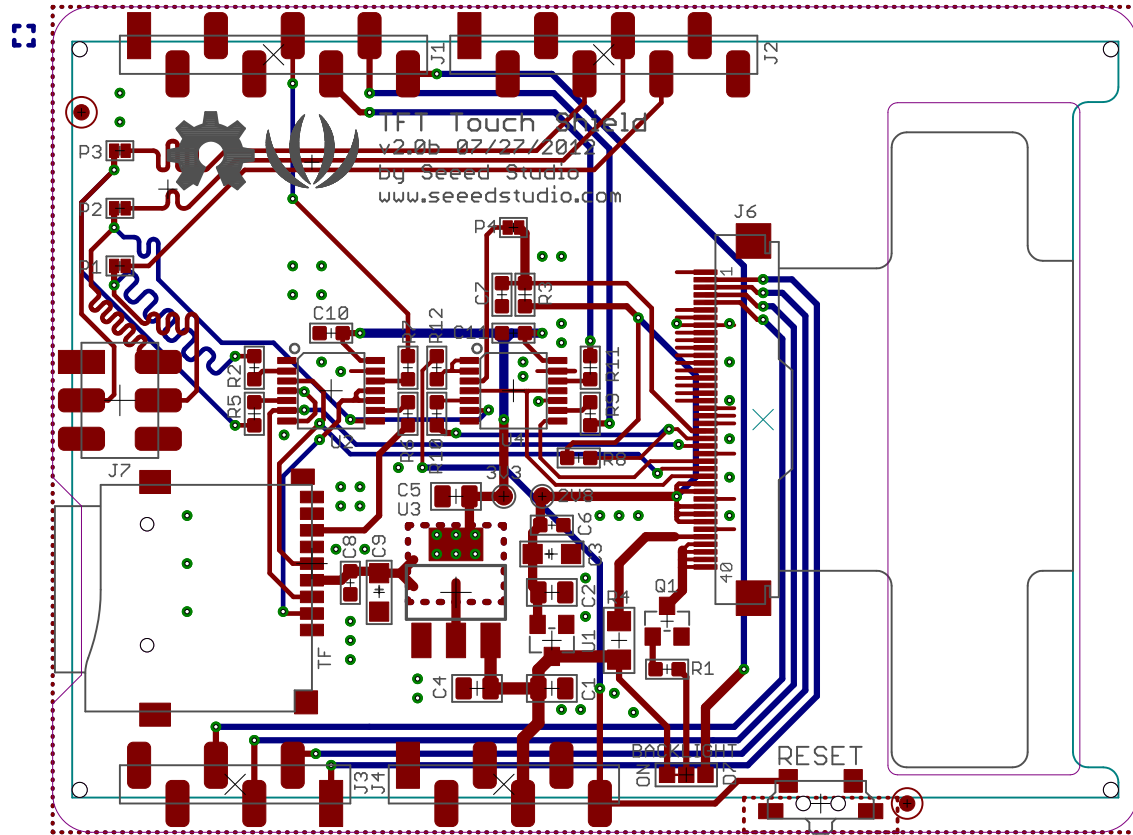 J1
J2
TFT Touch Shield
v2.0b 07/27/2012
by Seeed Studio
www.seeedstudio.com
P3
P2
P1
P4
J6
1
C7
R3
C10
C11
R7
R12
R11
R2
R5
U2
R6
R10
U4
R9
R8
J7
3V3
2V8
C5
U3
C6
C3
C8
C9
C2
U1
R4
Q1
40
R1
TF
C4
C1
BACKLIGHT
ON
D7
RESET
J3
J4